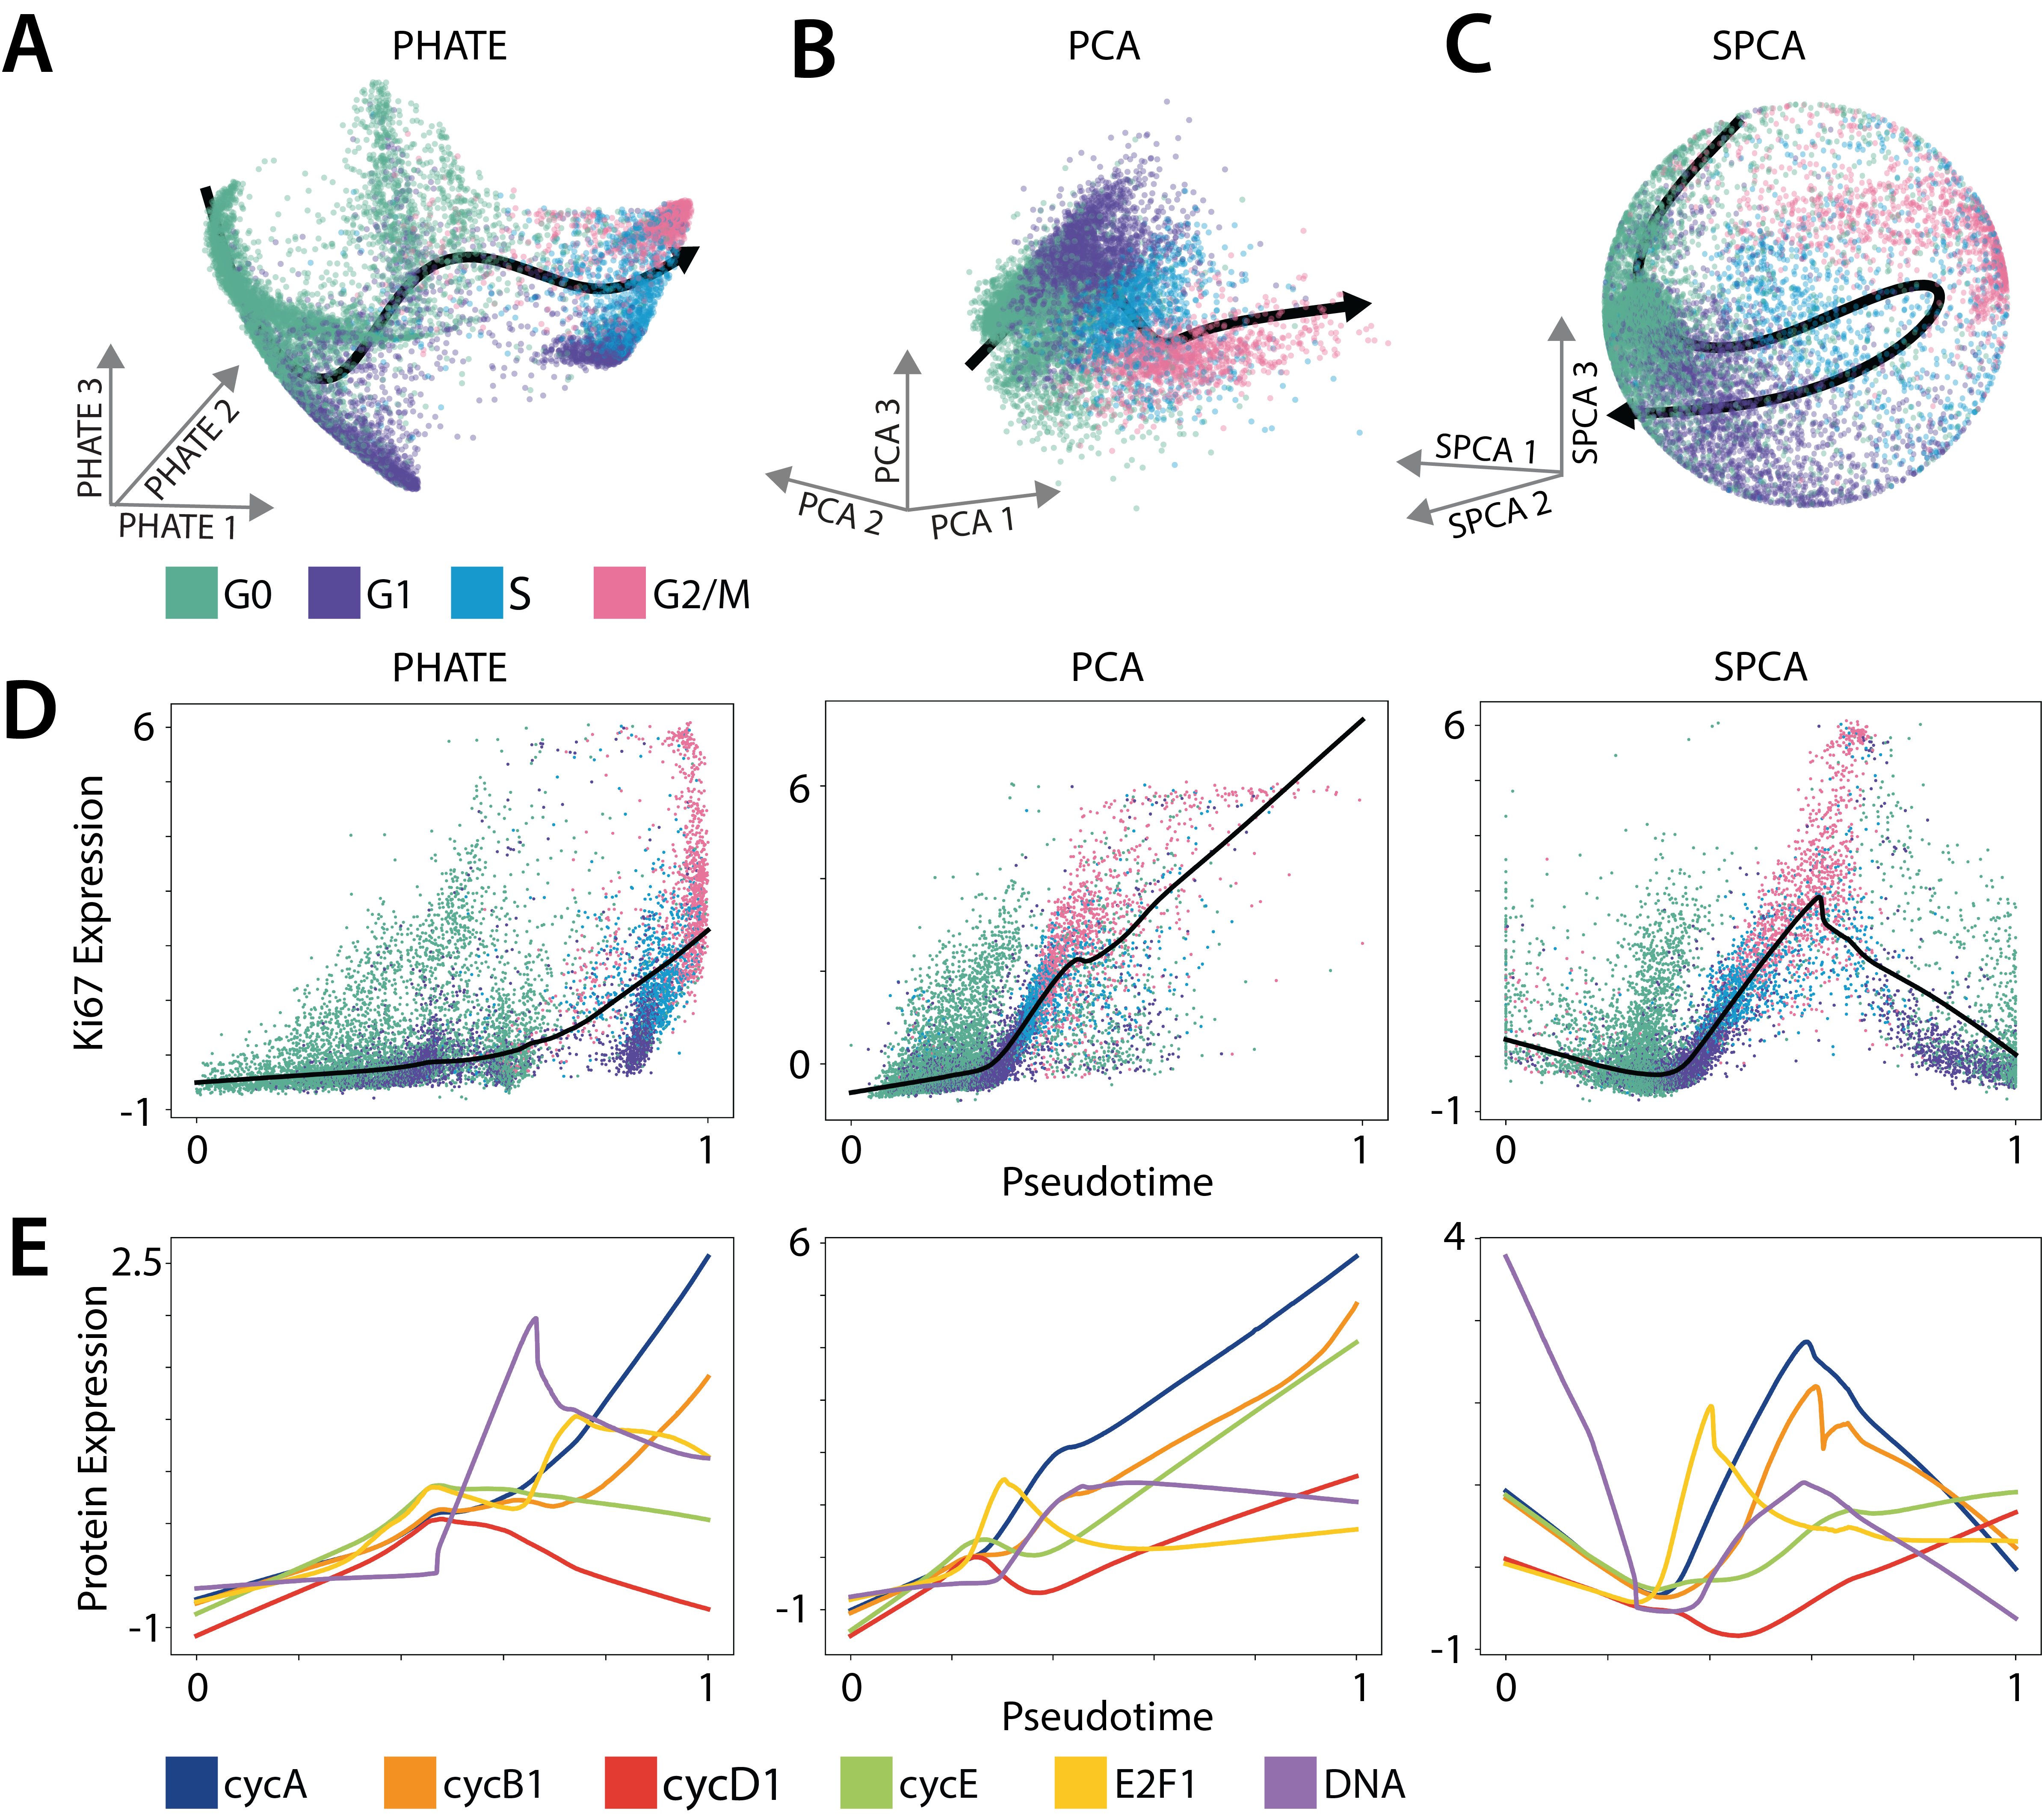 A PHATE B PCA C SPCA
PHATE 3
PHATE 2
PHATE 1
PCA 3
PCA 2
PCA 1
SPCA 3
SPCA 1
SPCA 2
G0 G1 S G2/M
PHATE PCA SPCA
D
Ki67 Expression
6
-1
0 1
6
0
0 1
6
-1
0 1
Pseudotime
E
Protein Expression
2.5
-1
0 1
6
-1
0 1
4
-1
0 1
Pseudotime
cycA cycB1 cycD1 cycE E2F1 DNA